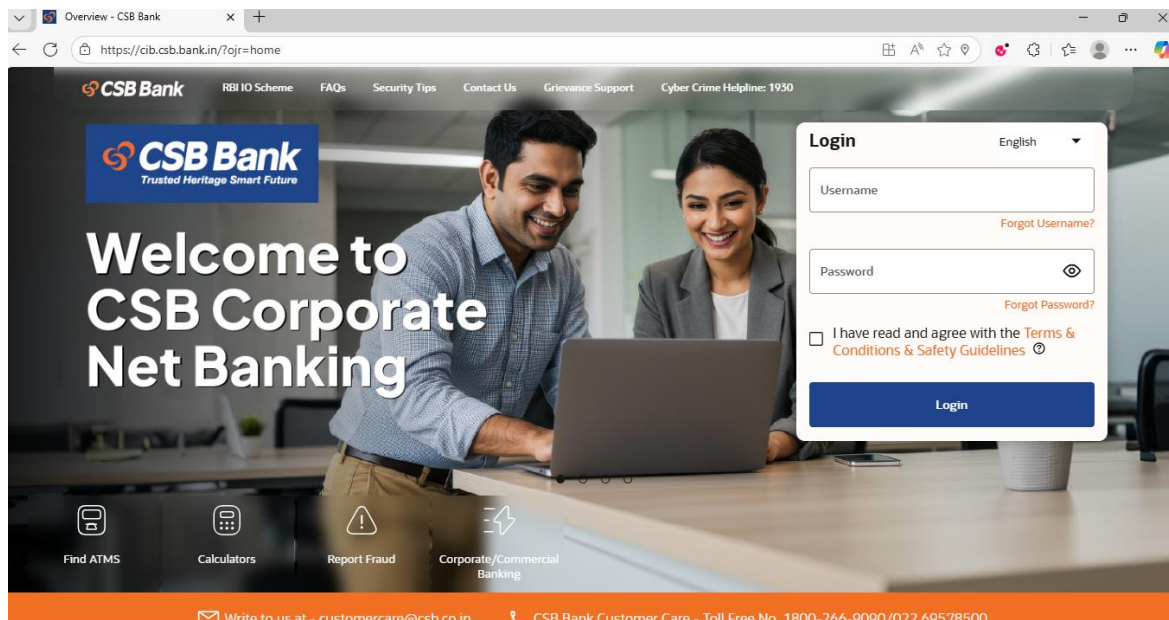 Overview - CSB Bank
https://cib.csb.bank.in/?ojr=home
CSB Bank
RBI IO Scheme
FAQs
Security Tips
Contact Us
Grievance Support
Cyber Crime Helpline: 1930
CSB Bank
Trusted Heritage Smart Future
Welcome to
CSB Corporate
Net Banking
Login
English
Username
Forgot Username?
Password
Forgot Password?
I have read and agree with the Terms &
Conditions & Safety Guidelines
Login
Find ATMS
Calculators
Report Fraud
Corporate/Commercial
Banking
Write to us at - customercare@csb.co.in
CSB Bank Customer Care - Toll Free No. 1800-266-9090/022 69578500